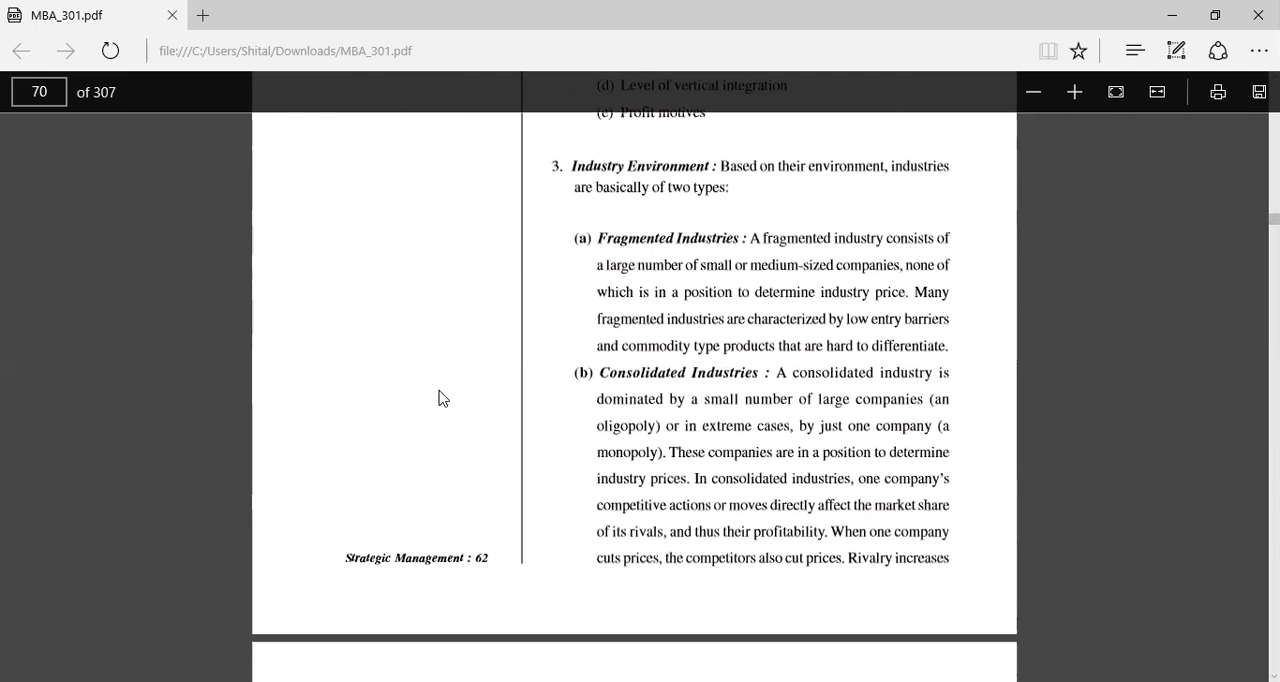 MBA_301.pdf
file:///C:/Users/Shital/Downloads/MBA_301.pdf
70 of 307
(d) Level of vertical integration
(e) Profit motives
3. Industry Environment : Based on their environment, industries
are basically of two types:
(a) Fragmented Industries : A fragmented industry consists of
a large number of small or medium-sized companies, none of
which is in a position to determine industry price. Many
fragmented industries are characterized by low entry barriers
and commodity type products that are hard to differentiate.
(b) Consolidated Industries : A consolidated industry is
dominated by a small number of large companies (an
oligopoly) or in extreme cases, by just one company (a
monopoly). These companies are in a position to determine
industry prices. In consolidated industries, one company's
competitive actions or moves directly affect the market share
of its rivals, and thus their profitability. When one company
cuts prices, the competitors also cut prices. Rivalry increases
Strategic Management : 62